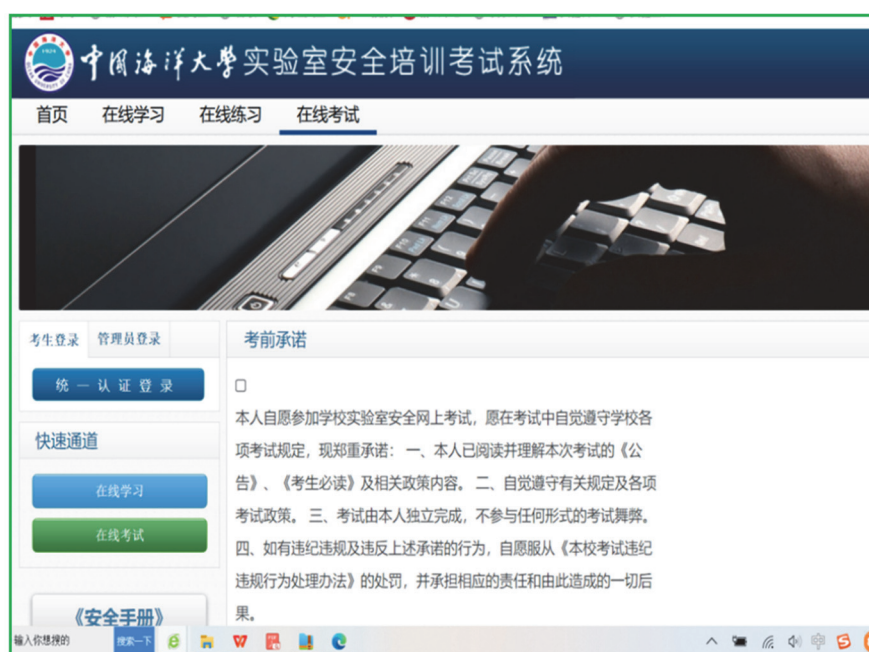 中国海洋大學实验室安全培训考试系统
首页 在线学习 在线练习 在线考试
考生登录 管理员登录
统一认证登录
快速通道
在线学习
在线考试
《安全手册》
考前承诺
本人自愿参加学校实验室安全网上考试，愿在考试中自觉遵守学校各
项考试规定，现郑重承诺： 一、本人已阅读并理解本次考试的《公
告》、《考生必读》及相关政策内容。 二、自觉遵守有关规定及各项
考试政策。 三、考试由本人独立完成，不参与任何形式的考试舞弊。
四、如有违纪违规及违反上述承诺的行为，自愿服从《本校考试违纪
违规行为处理办法》的处罚，并承担相应的责任和由此造成的一切后
果。
输入你想搜的 搜索一下
中